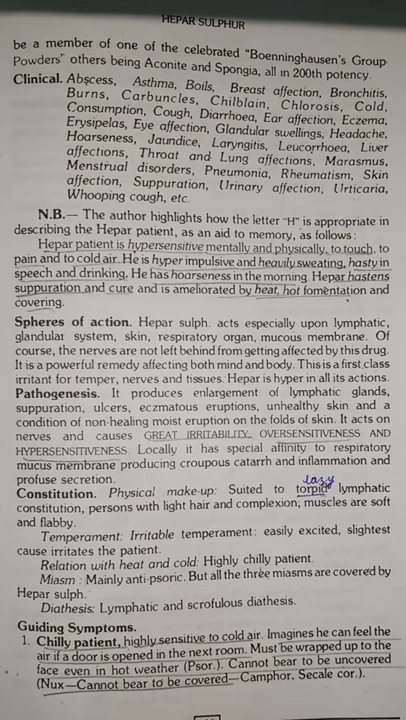 HEPAR SULPHUR
be a member of one of the celebrated "Boenninghausen's Group
Powders" others being Aconite and Spongia, all in 200th potency.
Clinical. Abscess, Asthma, Boils, Breast affection, Bronchitis,
Burns, Carbuncles, Chilblain, Chlorosis, Cold,
Consumption, Cough, Diarrhoea, Ear affection, Eczema,
Erysipelas, Eye affection, Glandular swellings, Headache,
Hoarseness, Jaundice, Laryngitis, Leucorrhoea, Liver
affections, Throat and Lung affections, Marasmus,
Menstrual disorders, Pneumonia, Rheumatism, Skin
affection, Suppuration, Urinary affection, Urticaria,
Whooping cough, etc.
N.B.— The author highlights how the letter "H" is appropriate in
describing the Hepar patient, as an aid to memory, as follows:
Hepar patient is hypersensitive mentally and physically, to touch, to
pain and to cold air. He is hyper impulsive and heavily sweating, hasty in
speech and drinking. He has hoarseness in the morning. Hepar hastens
suppuration and cure and is ameliorated by heat, hot fomentation and
covering.
Spheres of action. Hepar sulph. acts especially upon lymphatic,
glandular system, skin, respiratory organ, mucous membrane. Of
course, the nerves are not left behind from getting affected by this drug.
It is a powerful remedy affecting both mind and body. This is a first class
irritant for temper, nerves and tissues. Hepar is hyper in all its actions.
Pathogenesis. It produces enlargement of lymphatic glands,
suppuration, ulcers, eczmatous eruptions, unhealthy skin and a
condition of non-healing moist eruption on the folds of skin. It acts on
nerves and causes GREAT IRRITABILITY, OVERSENSITIVENESS AND
HYPERSENSITIVENESS. Locally it has special affinity to respiratory
mucus membrane producing croupous catarrh and inflammation and
profuse secretion.
lazy
Constitution. Physical make-up: Suited to torpid lymphatic
constitution, persons with light hair and complexion, muscles are soft
and flabby.
Temperament: Irritable temperament: easily excited, slightest
cause irritates the patient.
Relation with heat and cold: Highly chilly patient.
Miasm : Mainly anti-psoric. But all the three miasms are covered by
Hepar sulph.
Diathesis: Lymphatic and scrofulous diathesis.
Guiding Symptoms.
1. Chilly patient, highly sensitive to cold air. Imagines he can feel the
air if a door is opened in the next room. Must be wrapped up to the
face even in hot weather (Psor.). Cannot bear to be uncovered
(Nux—Cannot bear to be covered—Camphor, Secale cor.).